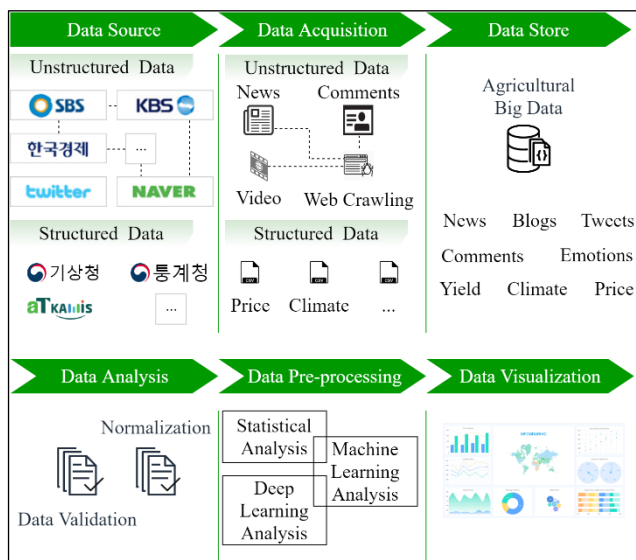 Data Source
Data Acquisition
Data Store
Unstructured Data
SBS
KBS
한국경제
...
twitter
NAVER
Structured Data
기상청
통계청
aT KAMIS
...
Unstructured Data
News
Comments
Video
Web Crawling
Structured Data
CSV
CSV
CSV
Price
Climate
...
Agricultural
Big Data
News Blogs Tweets
Comments Emotions
Yield Climate Price
Data Analysis
Data Pre-processing
Data Visualization
Normalization
Data Validation
Statistical
Analysis
Machine
Learning
Analysis
Deep
Learning
Analysis